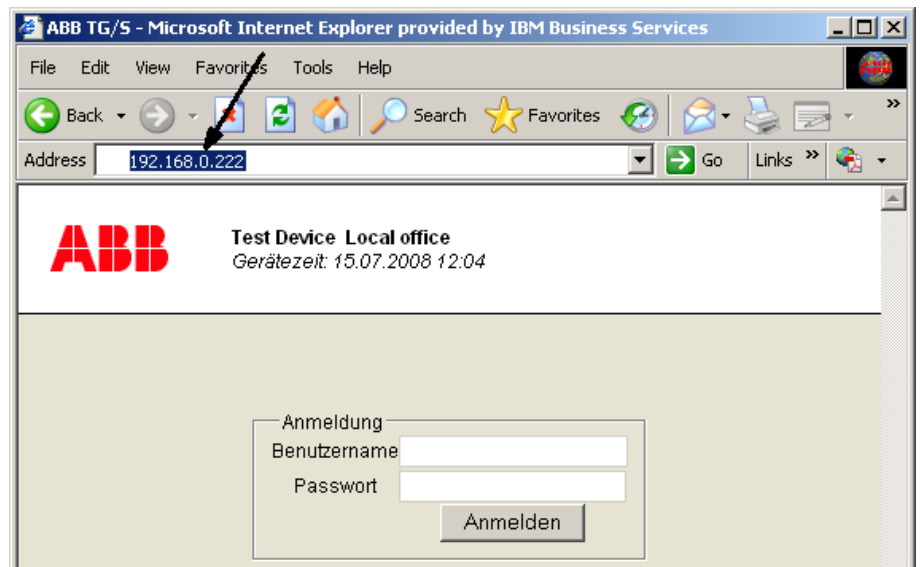 ABB TG/S - Microsoft Internet Explorer provided by IBM Business Services
File Edit View Favorites Tools Help
ABB
Back Search Favorites »
Address 192.168.0.222 Go Links »
ABB
Test Device Local office
Gerätezeit: 15.07.2008 12:04
Anmeldung
Benutzername
Passwort
Anmelden